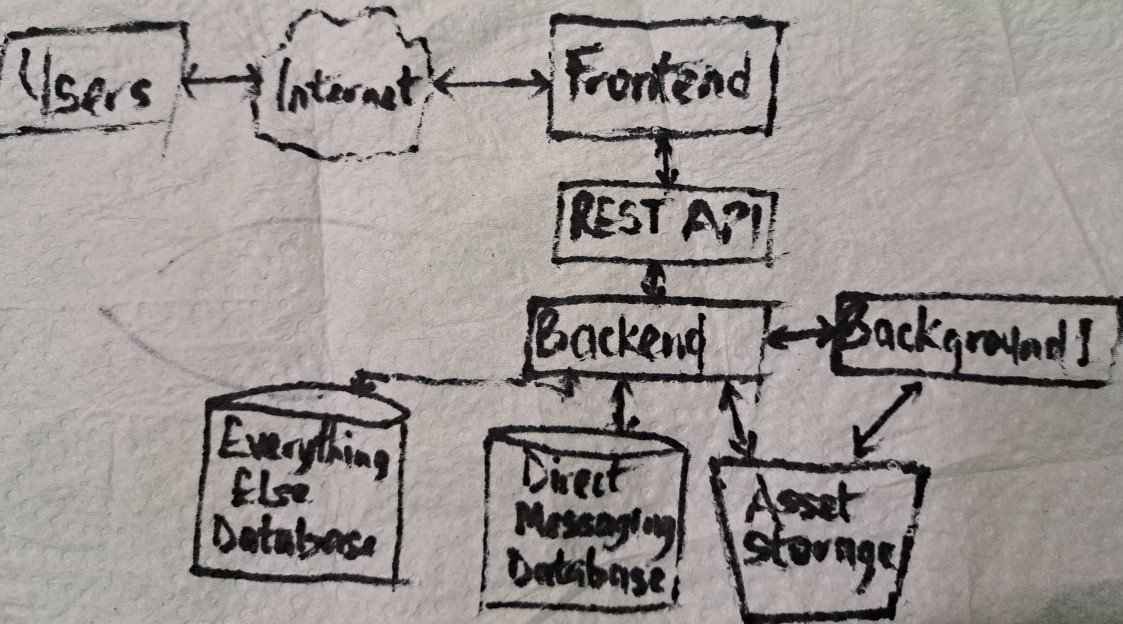 Users
Internet
Frontend
REST API
Backend
Background I
Everything
Else
Database
Direct
Messaging
Database
Asset
Storage